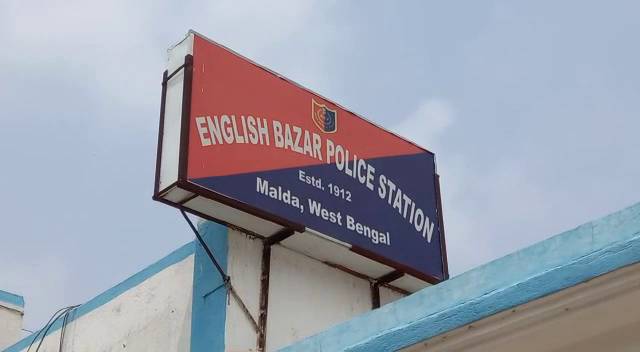 ENGLISH BAZAR POLICE STATION
Estd. 1912
Malda, West Bengal